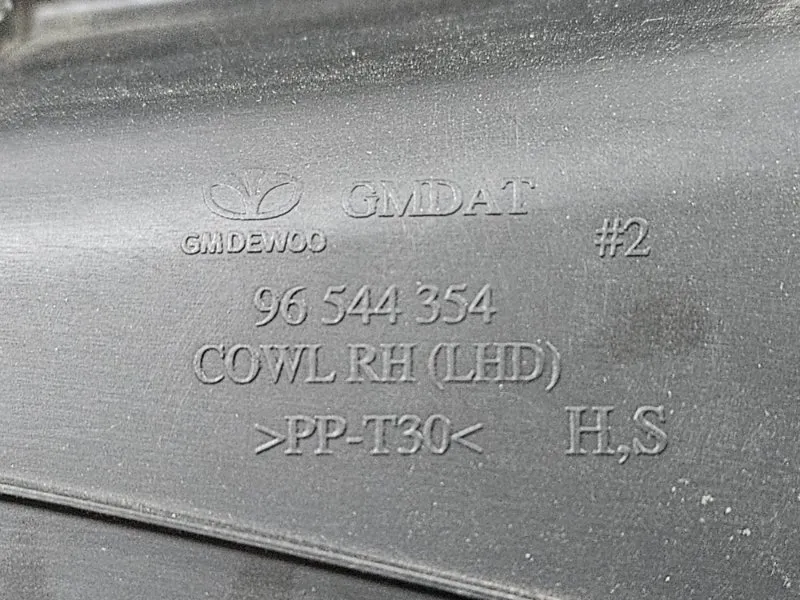 GMDAT
GMDEWOO
#2
96 544 354
COWL RH (LHD)
>PP-T30<
H,S